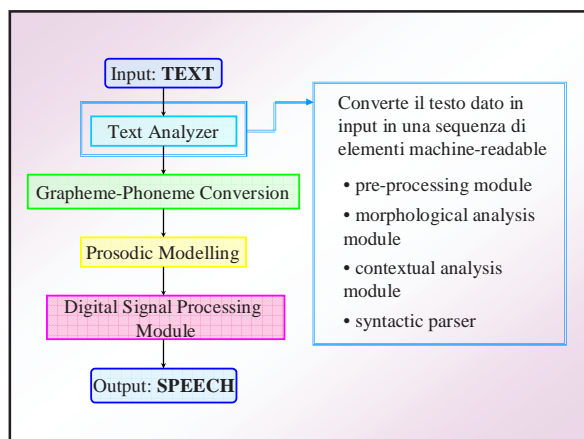 Input: TEXT
Text Analyzer
Grapheme-Phoneme Conversion
Prosodic Modelling
Digital Signal Processing
Module
Output: SPEECH
Converte il testo dato in
input in una sequenza di
elementi machine-readable
• pre-processing module
• morphological analysis
module
• contextual analysis
module
• syntactic parser